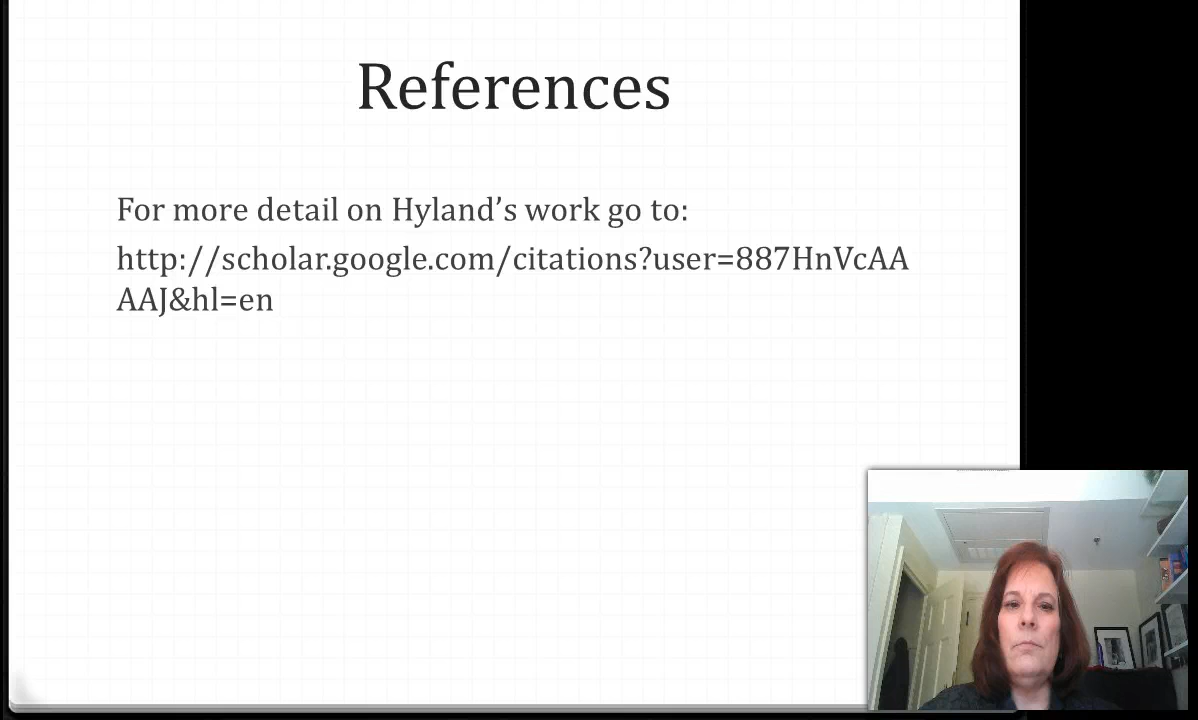 References
For more detail on Hyland’s work go to:
http://scholar.google.com/citations?user=887HnVcAA
AAJ&hl=en